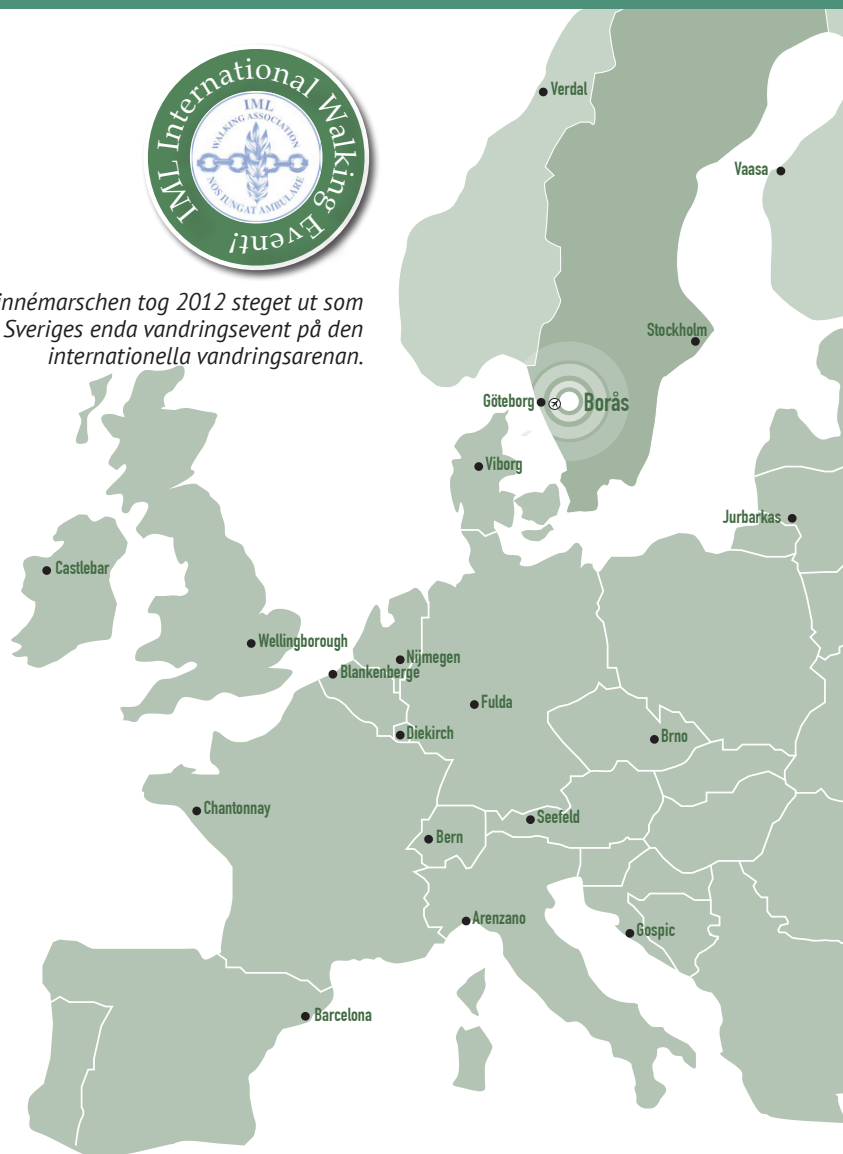 IML International Walking Event!
IML
WALKING ASSOCIATION
NOS IUNGAT AMBULARE
innémarschen tog 2012 steget ut som
Sveriges enda vandringsevent på den
internationella vandringsarenan.
Verdal
Vaasa
Stockholm
Göteborg
Borås
Viborg
Jurbarkas
Castlebar
Wellingborough
Nijmegen
Blankenberge
Fulda
Diekirch
Brno
Chantonnay
Seefeld
Bern
Arenzano
Gospic
Barcelona